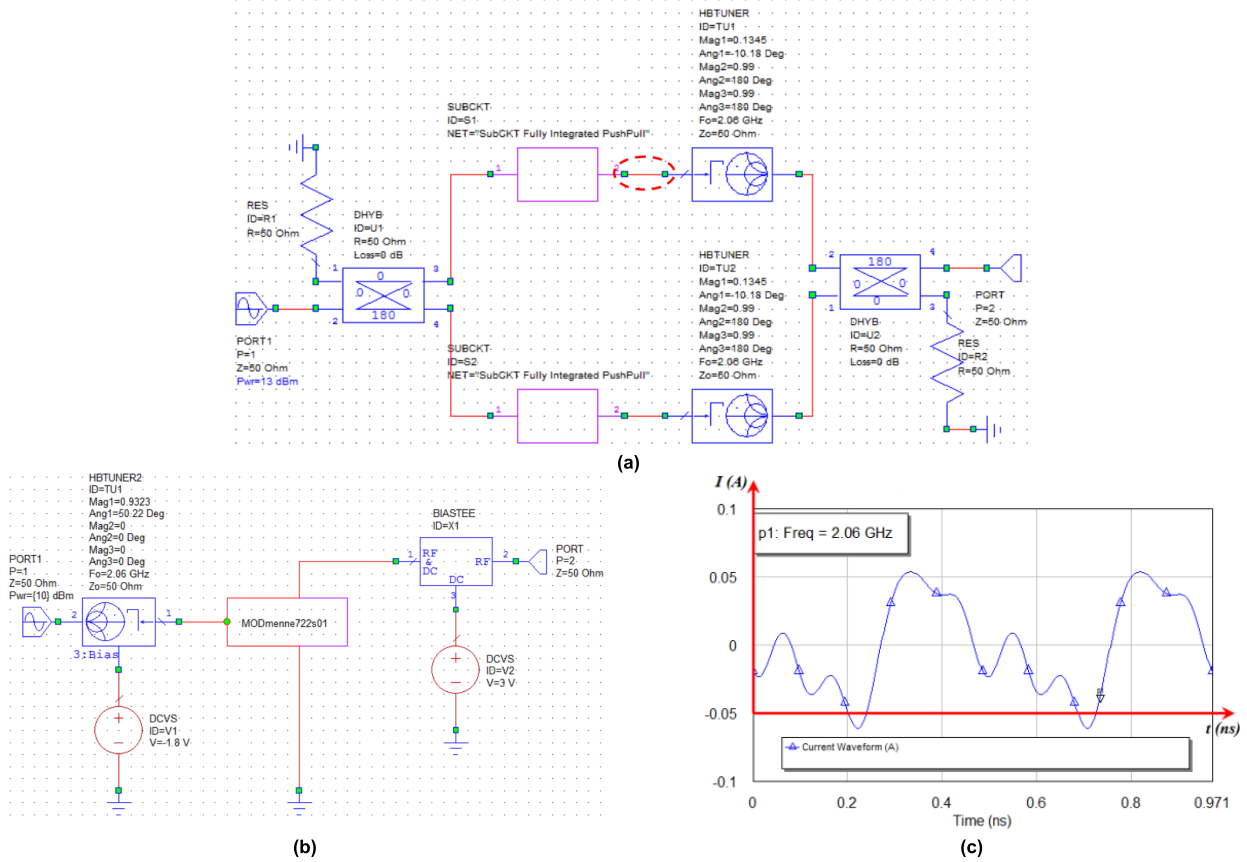 HBTUNER
ID=TU1
Mag1=0.1345
Ang1=-10.18 Deg
Mag2=0.99
Ang2=180 Deg
Mag3=0.99
Ang3=180 Deg
Fo=2.06 GHz
Zo=50 Ohm
SUBCKT
ID=S1
NET="SubCKT Fully Integrated PushPull"
1
2
RES
ID=R1
R=50 Ohm
DHYB
ID=U1
R=50 Ohm
Loss=0 dB
1
3
0
0 0
180
2
4
PORT1
P=1
Z=50 Ohm
Pwr=13 dBm
HBTUNER
ID=TU2
Mag1=0.1345
Ang1=-10.18 Deg
Mag2=0.99
Ang2=180 Deg
Mag3=0.99
Ang3=180 Deg
Fo=2.06 GHz
Zo=50 Ohm
SUBCKT
ID=S2
NET="SubCKT Fully Integrated PushPull"
1
2
2
4
180
0 0
0
1
3
DHYB
ID=U2
R=50 Ohm
Loss=0 dB
PORT
P=2
Z=50 Ohm
RES
ID=R2
R=50 Ohm
(a)
HBTUNER2
ID=TU1
Mag1=0.9323
Ang1=50.22 Deg
Mag2=0
Ang2=0 Deg
Mag3=0
Ang3=0 Deg
Fo=2.06 GHz
Zo=50 Ohm
PORT1
P=1
Z=50 Ohm
Pwr={10} dBm
2
1
3:Bias
DCVS
ID=V1
V=-1.8 V
MODmenne722s01
BIASTEE
ID=X1
1
RF
&
DC
RF
2
DC
3
PORT
P=2
Z=50 Ohm
DCVS
ID=V2
V=3 V
(b)
I (A)
0.1
p1: Freq = 2.06 GHz
0.05
0
-0.05
t (ns)
Current Waveform (A)
-0.1
0 0.2 0.4 0.6 0.8 0.971
Time (ns)
(c)